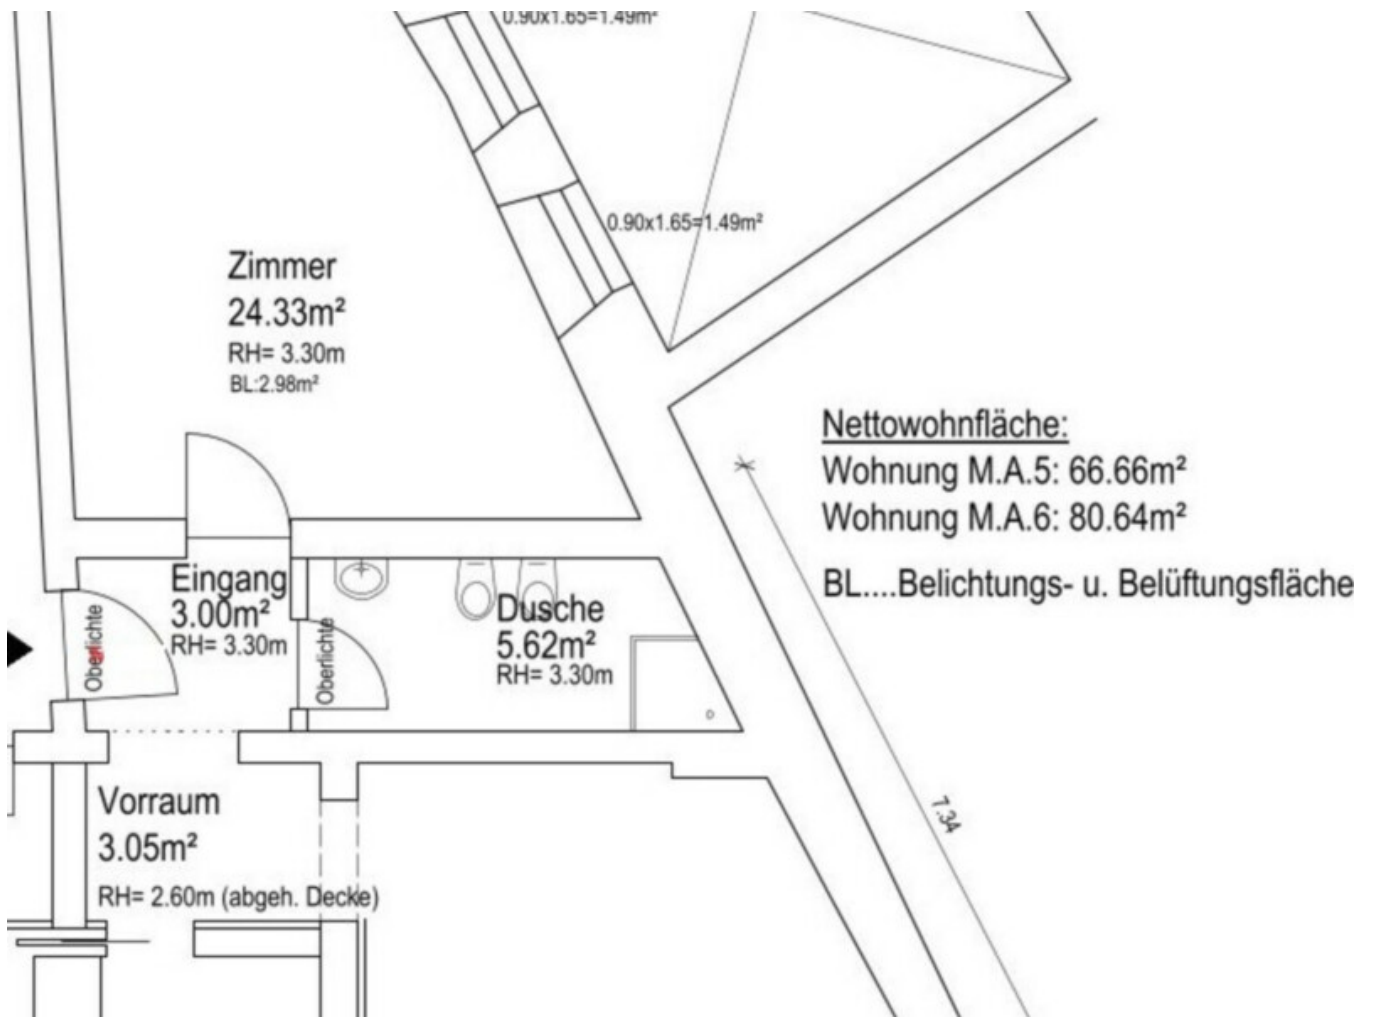 0.90x1.65=1.49m²
0.90x1.65=1.49m²
Zimmer
24.33m²
RH= 3.30m
BL:2.98m²
Nettowohnfläche:
Wohnung M.A.5: 66.66m²
Wohnung M.A.6: 80.64m²
BL....Belichtungs- u. Belüftungsfläche
Eingang
3.00m²
RH= 3.30m
Oberlichte
Oberlichte
Dusche
5.62m²
RH= 3.30m
7.34
Vorraum
3.05m²
RH= 2.60m (abgeh. Decke)